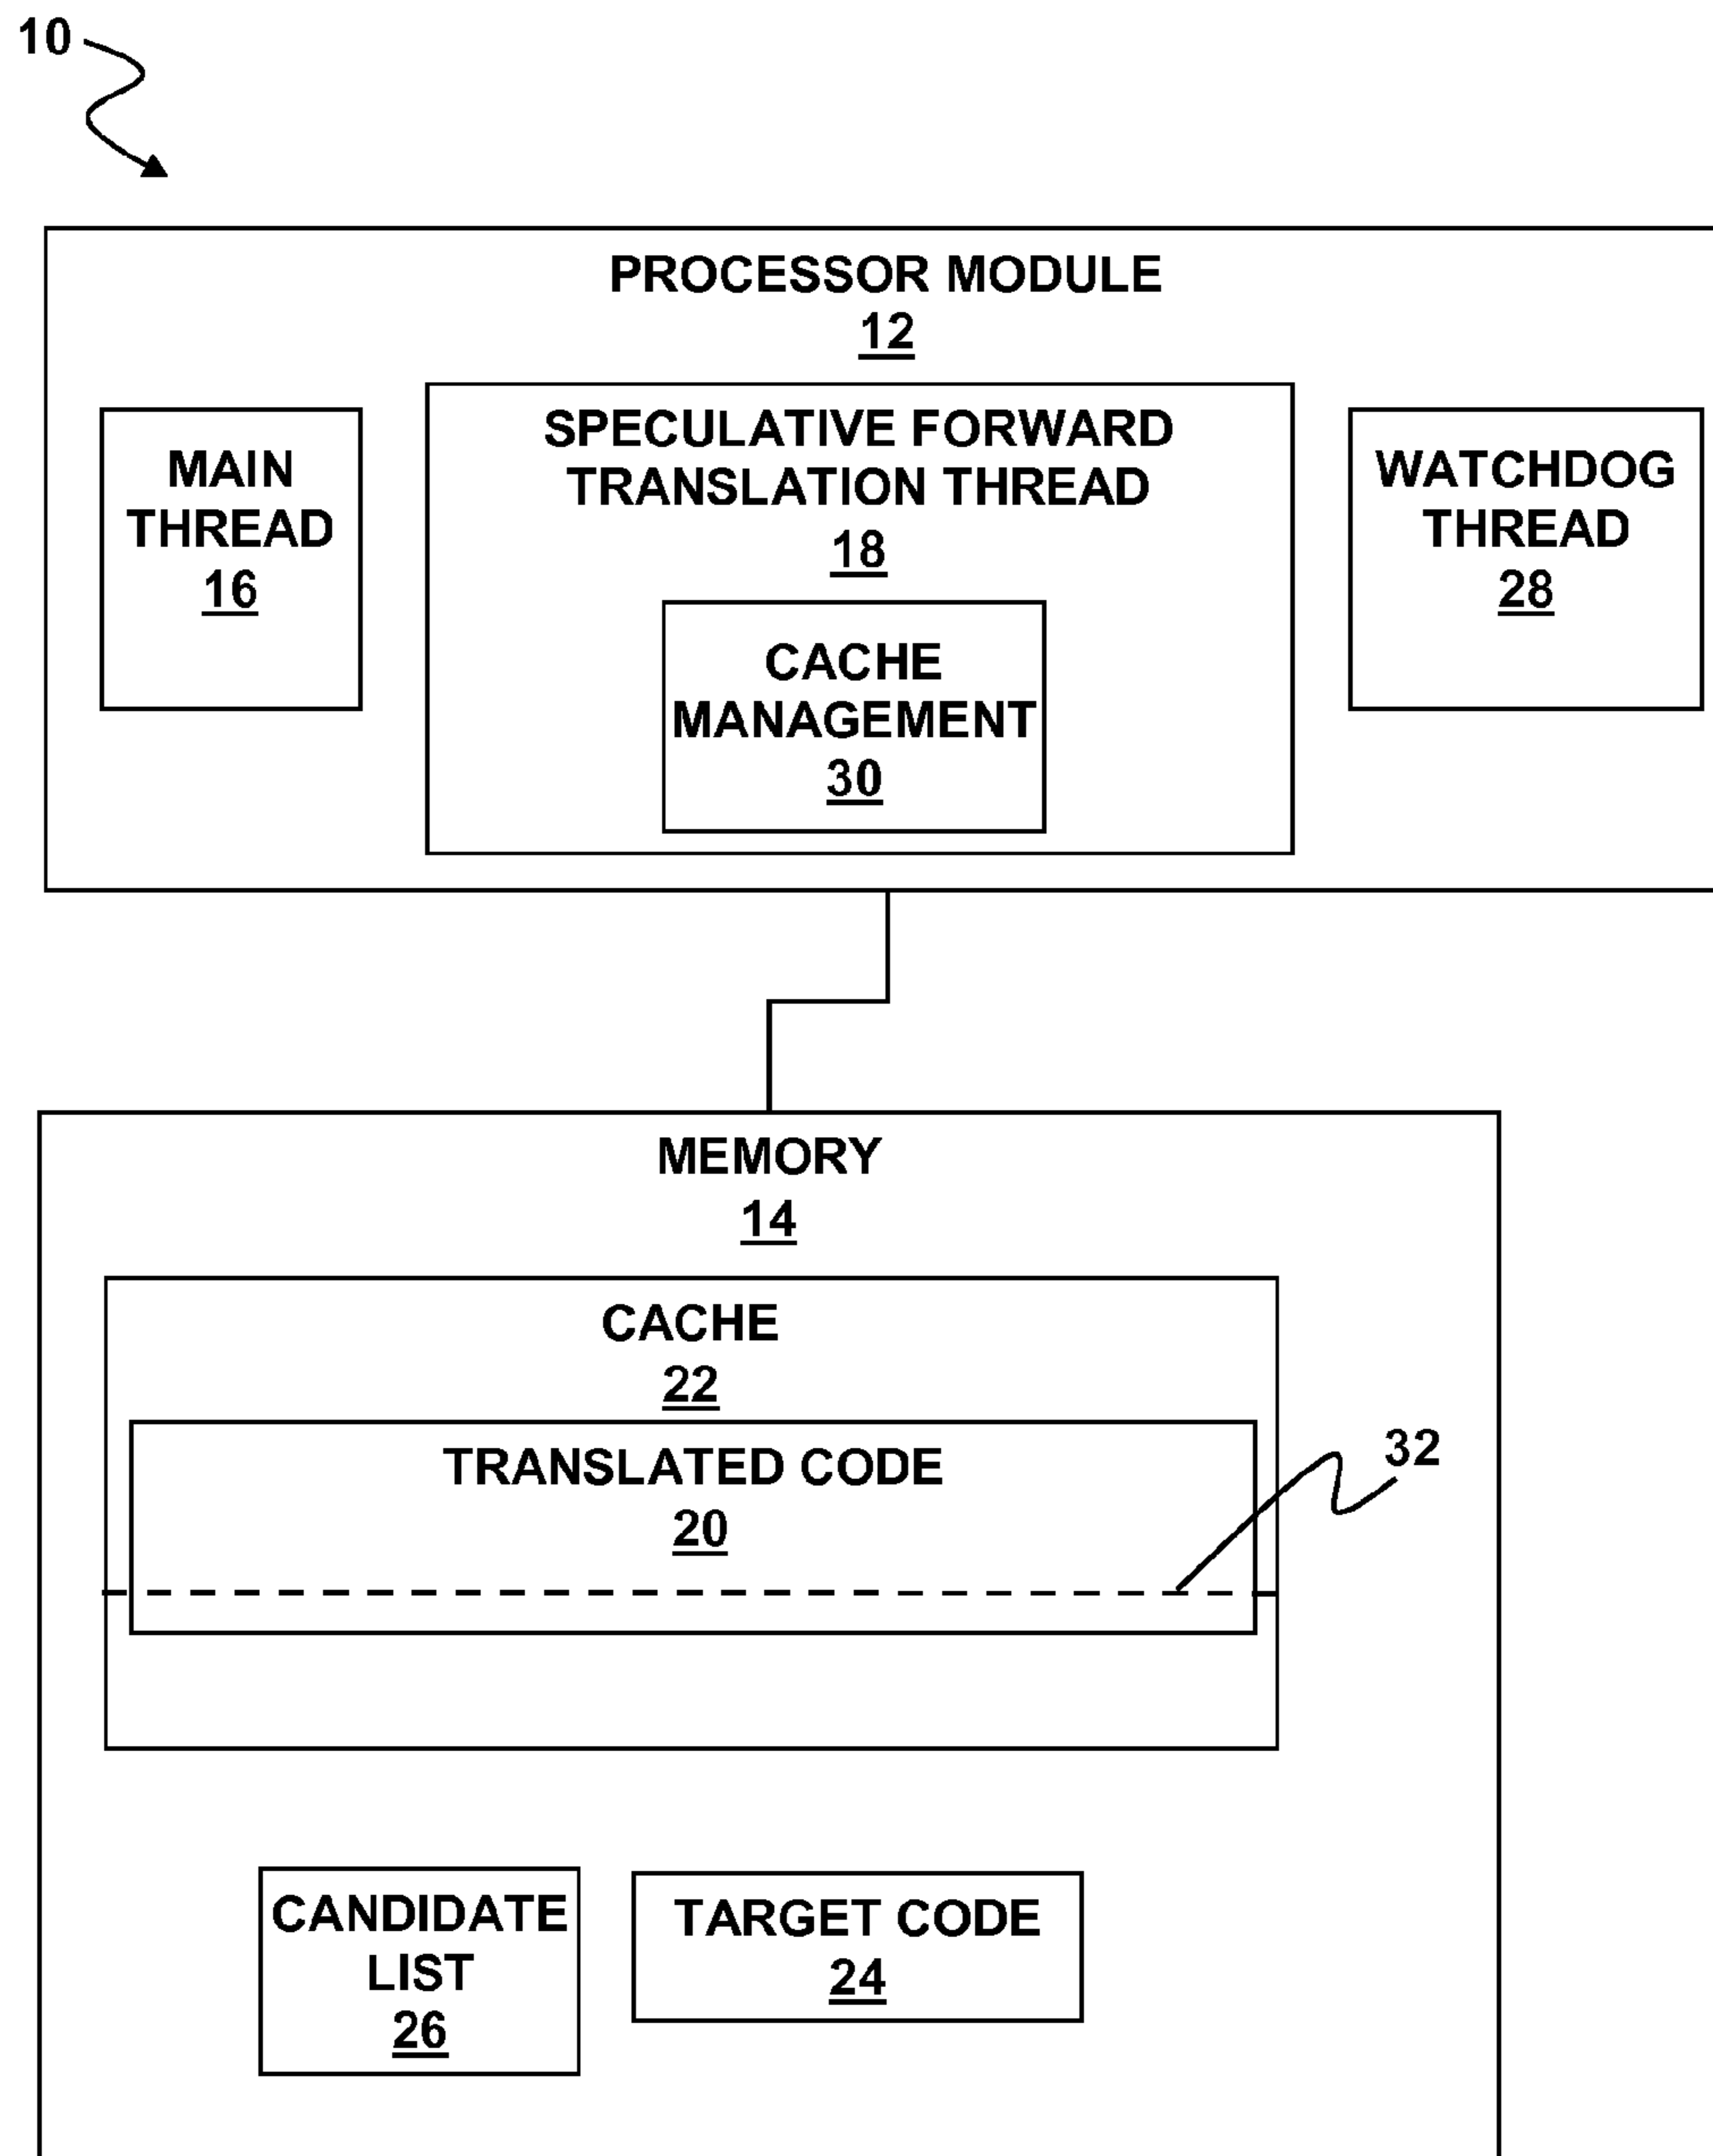 10
PROCESSOR MODULE
12
MAIN
THREAD
16
SPECULATIVE FORWARD
TRANSLATION THREAD
18
CACHE
MANAGEMENT
30
WATCHDOG
THREAD
28
MEMORY
14
CACHE
22
TRANSLATED CODE
20
32
CANDIDATE
LIST
26
TARGET CODE
24